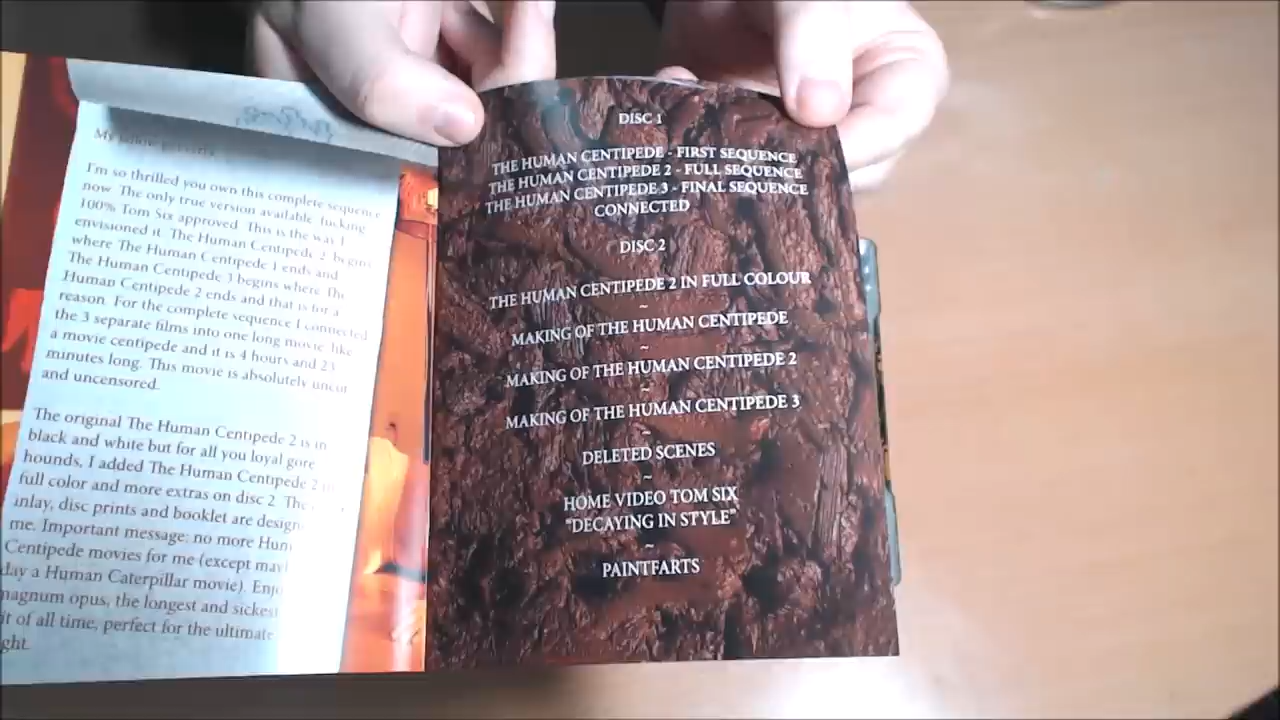 I'm so thrilled you own this complete sequence
now. The only true version available, fucking
100% Tom Six approved. This is the way I
envisioned it. The Human Centipede 2 begins
where The Human Centipede 1 ends and
The Human Centipede 3 begins where The
Human Centipede 2 ends and that is for a
reason. For the complete sequence I connected
the 3 separate films into one long movie, like
a movie centipede and it is 4 hours and 23
minutes long. This movie is absolutely uncut
and uncensored.
The original The Human Centipede 2 is in
black and white but for all you loyal gore
hounds, I added The Human Centipede 2 in
full color and more extras on disc 2. The
inlay, disc prints and booklet are design
me. Important message: no more Hum
Centipede movies for me (except may
day a Human Caterpillar movie). Enjo
magnum opus, the longest and sickest
of all time, perfect for the ultimate
ght.
DISC 1
THE HUMAN CENTIPEDE - FIRST SEQUENCE
THE HUMAN CENTIPEDE 2 - FULL SEQUENCE
THE HUMAN CENTIPEDE 3 - FINAL SEQUENCE
CONNECTED
DISC 2
THE HUMAN CENTIPEDE 2 IN FULL COLOUR
~
MAKING OF THE HUMAN CENTIPEDE
~
MAKING OF THE HUMAN CENTIPEDE 2
~
MAKING OF THE HUMAN CENTIPEDE 3
~
DELETED SCENES
~
HOME VIDEO TOM SIX
"DECAYING IN STYLE"
~
PAINTFARTS